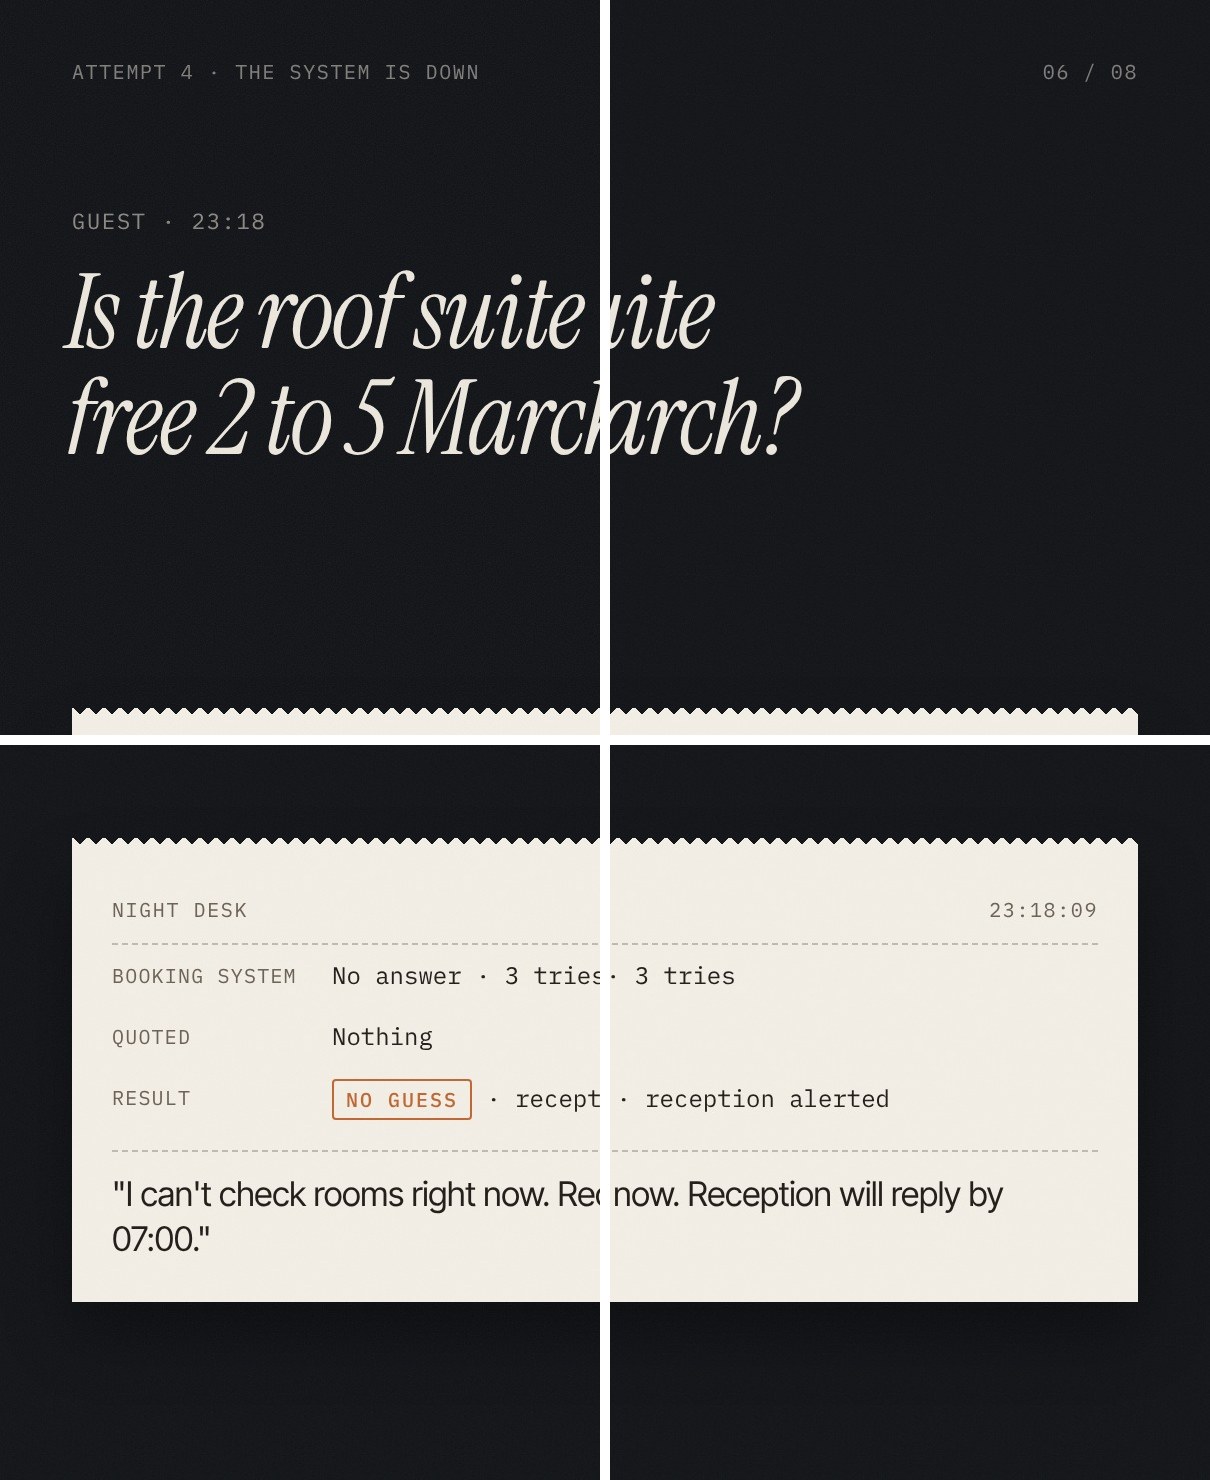 ATTEMPT 4 · THE SYSTEM IS DOWN
06 / 08
GUEST · 23:18
Is the roof suite
free 2 to 5 March?
NIGHT DESK
23:18:09
BOOKING SYSTEM No answer · 3 tries
QUOTED Nothing
RESULT NO GUESS · reception alerted
"I can't check rooms right now. Reception will reply by
07:00."